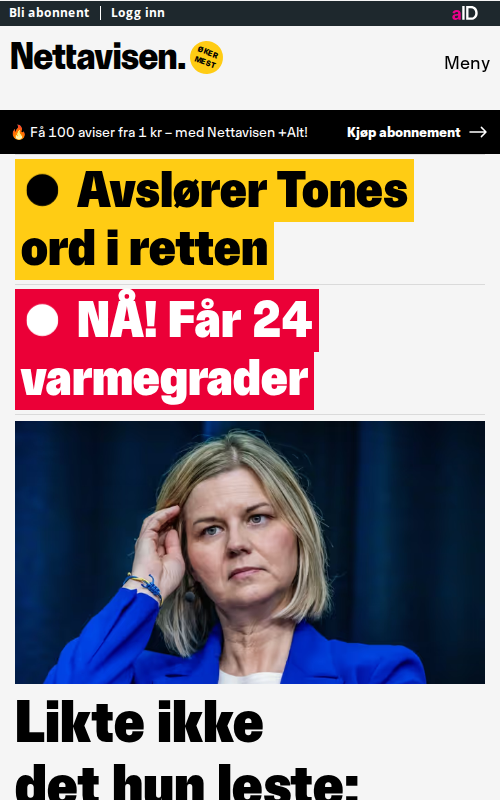 Bli abonnent | Logg inn aID
Nettavisen. ØKER MEST
Meny
🔥 Få 100 aviser fra 1 kr – med Nettavisen +Alt! Kjøp abonnement →
Avslører Tones
ord i retten
NÅ! Får 24
varmegrader
Likte ikke
det hun leste: